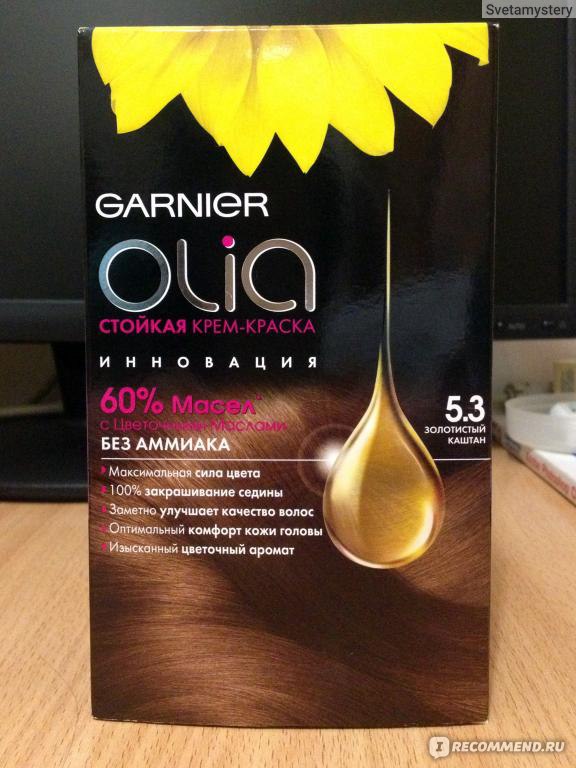 Svetamystery
GARNIER
OLIA
СТОЙКАЯ КРЕМ-КРАСКА
ИННОВАЦИЯ
60% Масел*
с Цветочными Маслами
БЕЗ АММИАКА
Максимальная сила цвета
100% закрашивание седины
Заметно улучшает качество волос
Оптимальный комфорт кожи головы
Изысканный цветочный аромат
5.3
ЗОЛОТИСТЫЙ
КАШТАН
AUTO
I RECOMMEND.RU